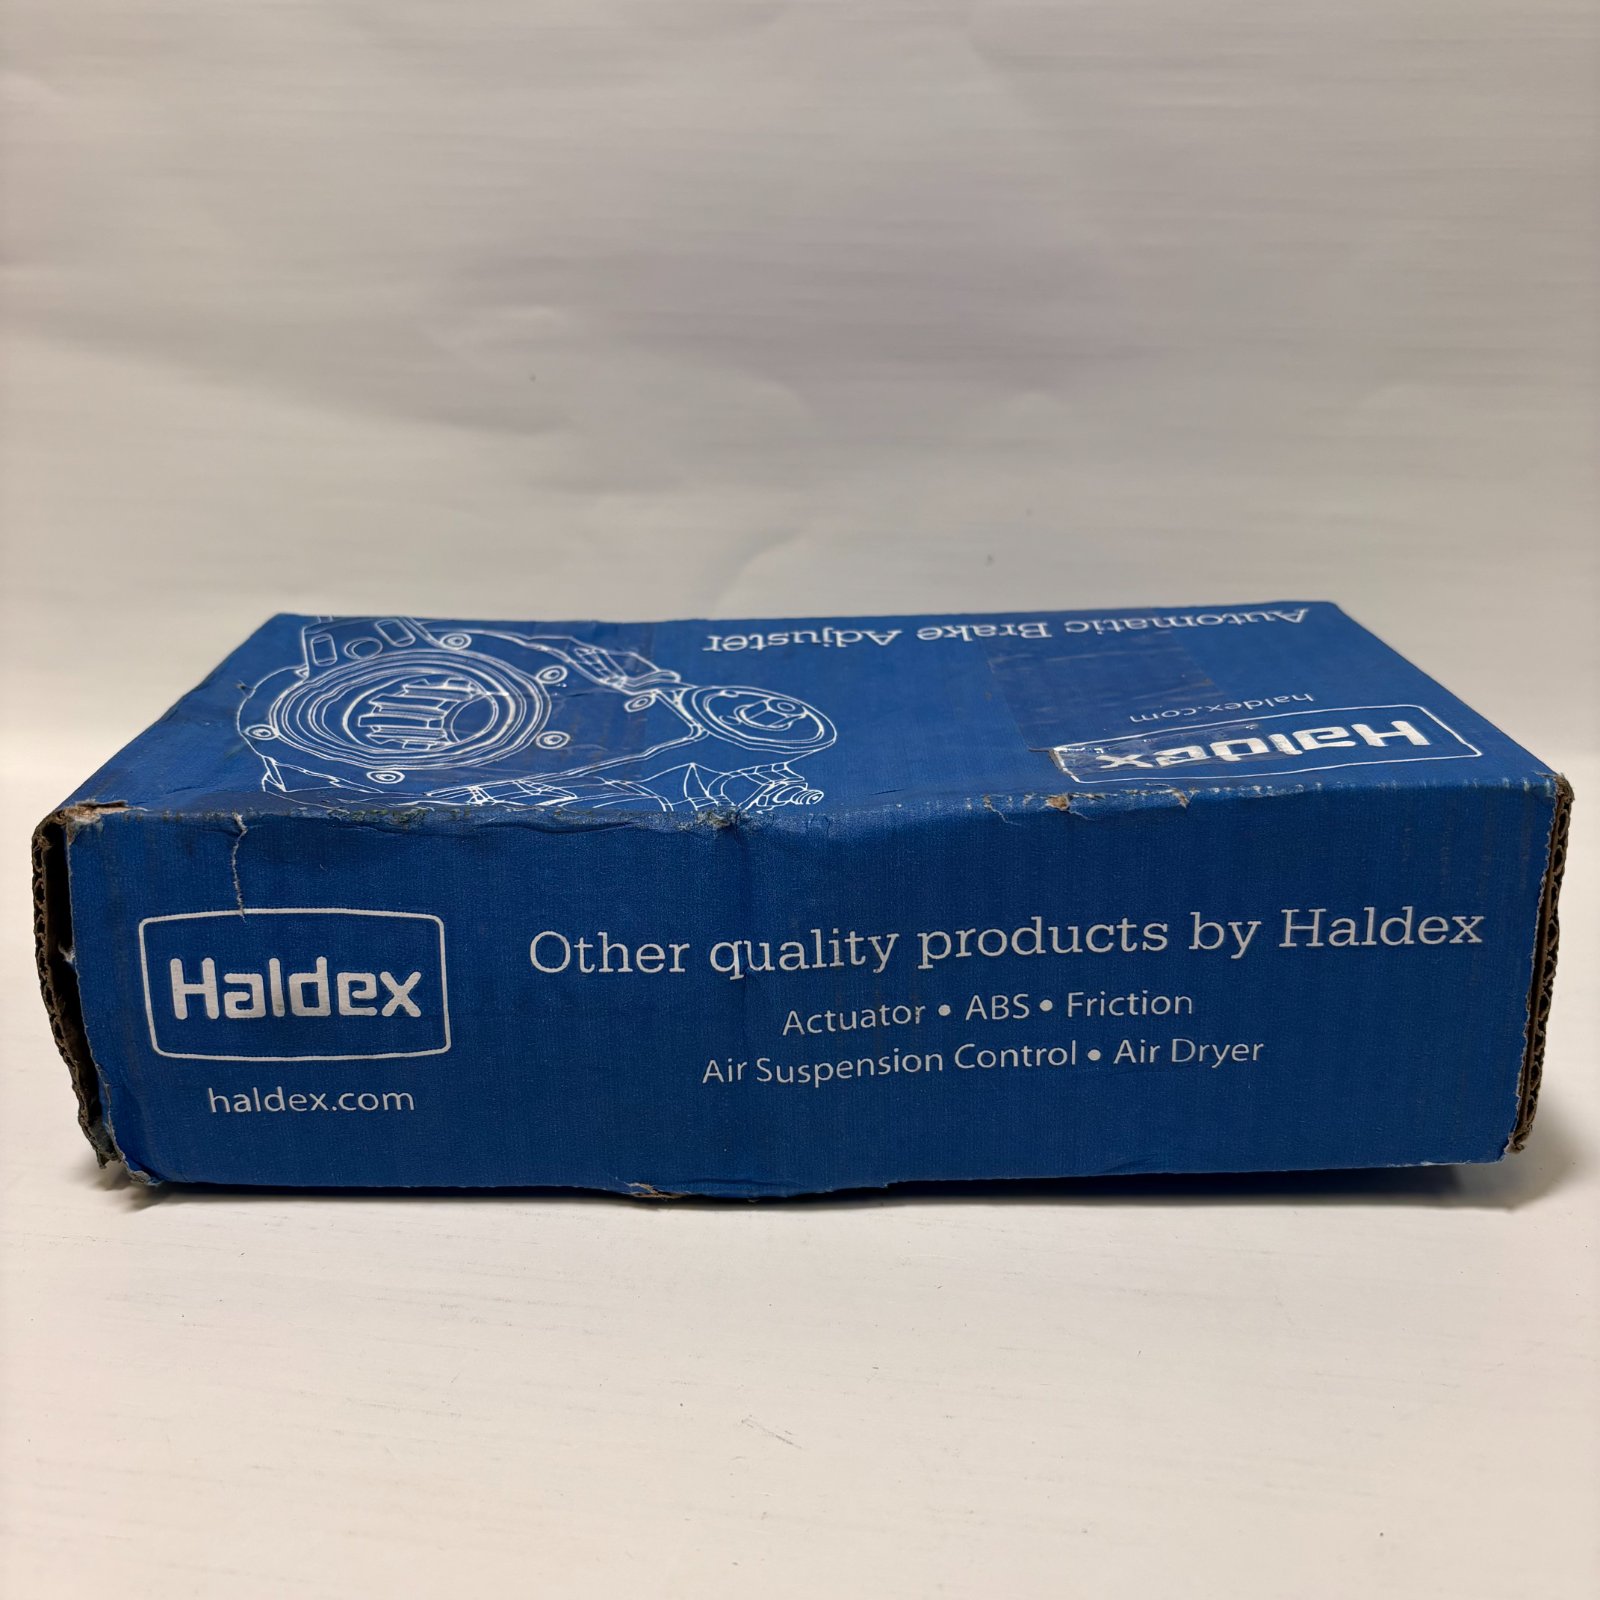 Automatic Brake Adjuster
haldex.com
Haldex
Haldex
haldex.com
Other quality products by Haldex
Actuator • ABS • Friction
Air Suspension Control • Air Dryer